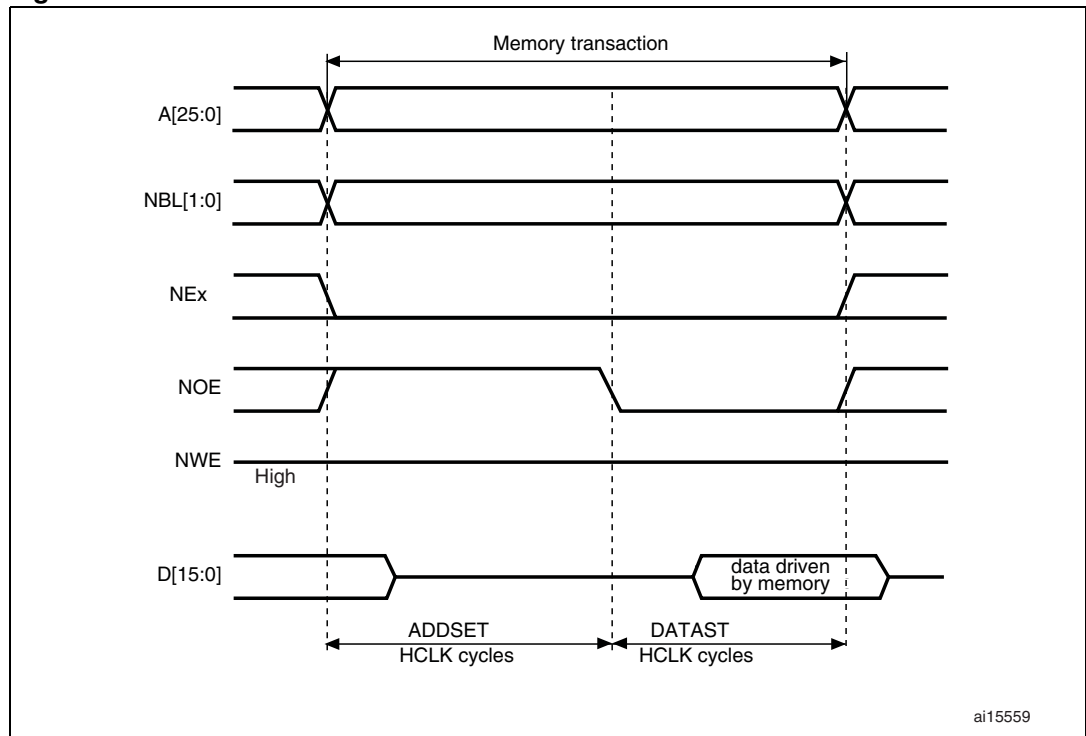 Memory transaction
A[25:0]
NBL[1:0]
NEx
NOE
NWE
High
D[15:0]
data driven
by memory
ADDSET
HCLK cycles
DATAST
HCLK cycles
ai15559